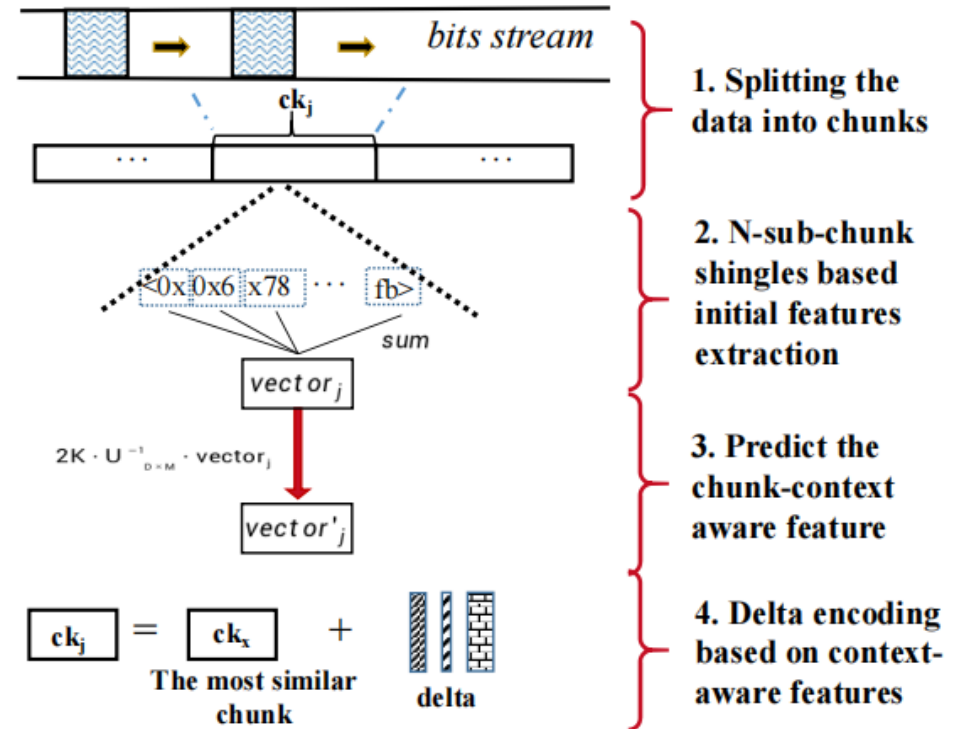 bits stream
ck_j
...
...
1. Splitting the
data into chunks
<0x 0x6 x78 ... fb>
sum
vector_j
2. N-sub-chunk
shingles based
initial features
extraction
2K · U^{-1}_{D×M} · vector_j
vector'_j
3. Predict the
chunk-context
aware feature
ck_j = ck_x +
The most similar
chunk
delta
4. Delta encoding
based on context-
aware features